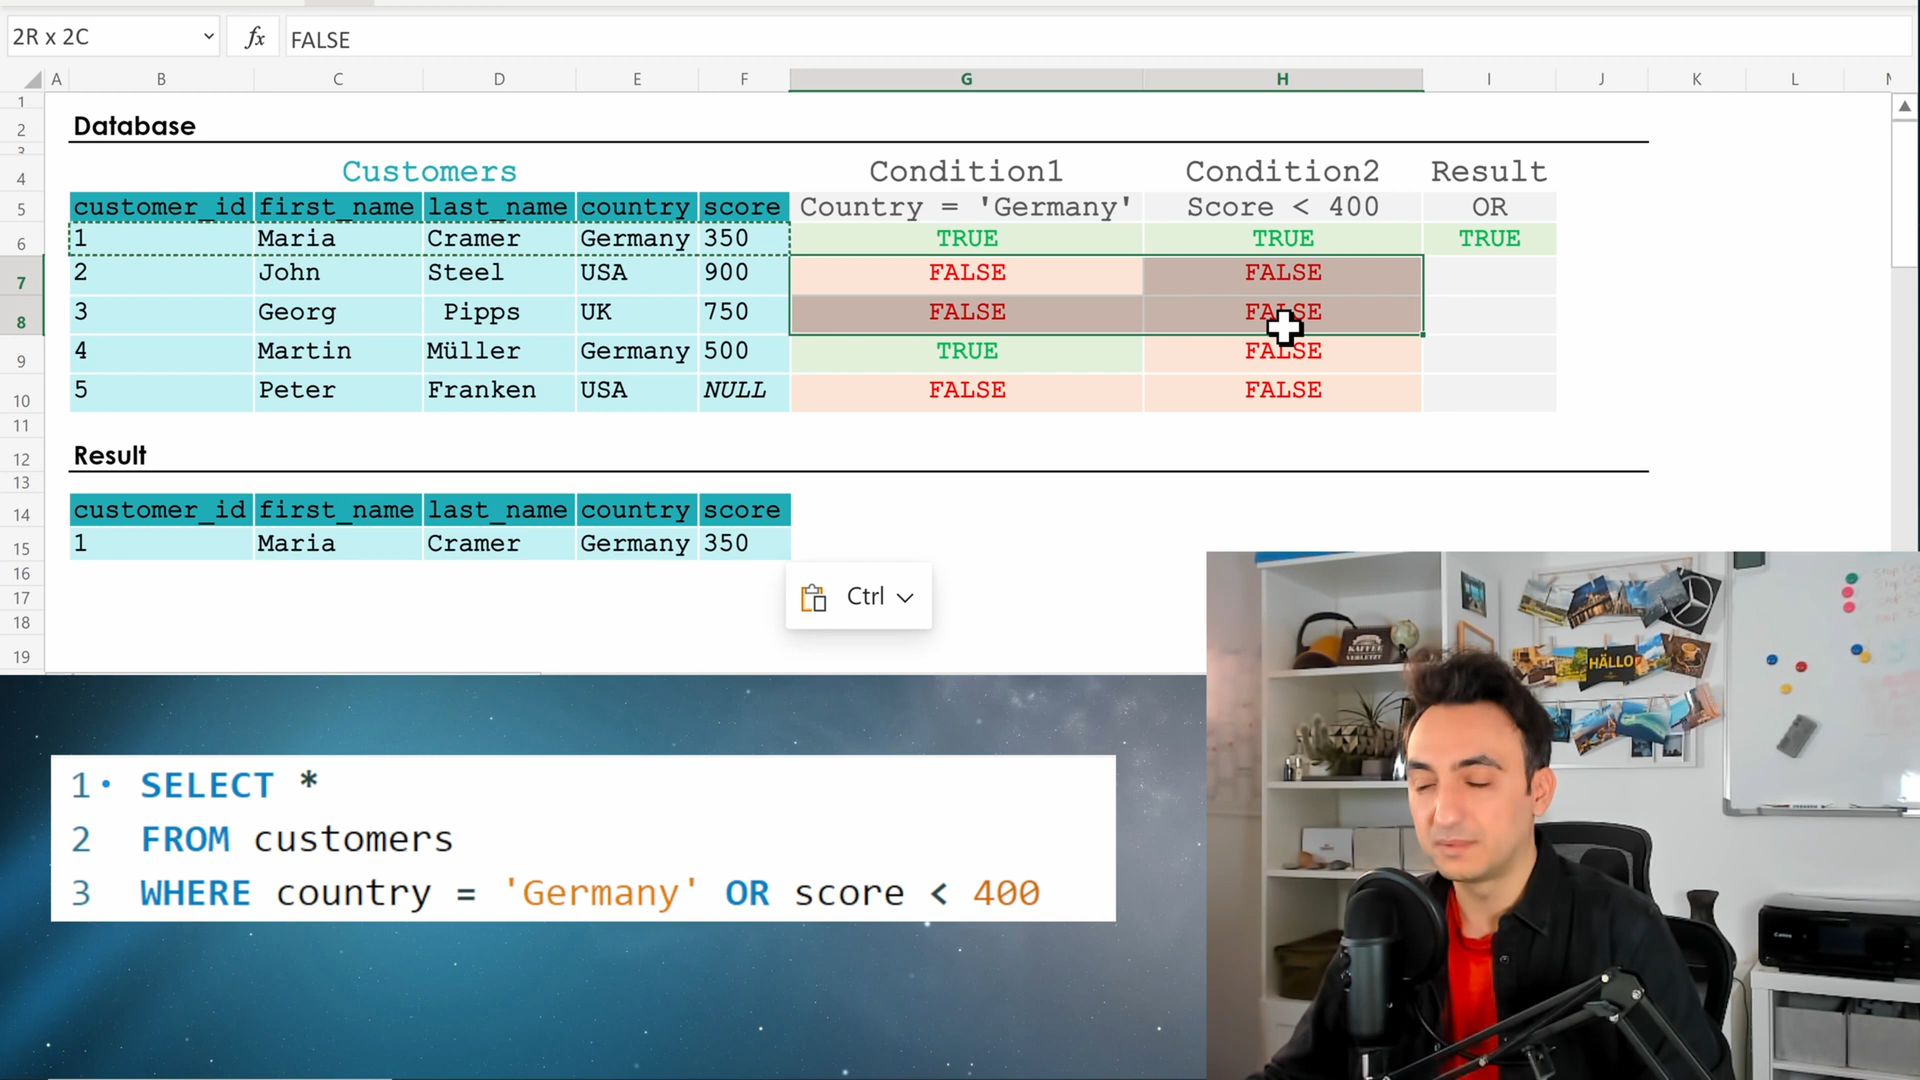 2R x 2C fx FALSE
A B C D E F G H I J K L
1
2 Database
3
4 Customers Condition1 Condition2 Result
5 customer_id first_name last_name country score Country = 'Germany' Score < 400 OR
6 1 Maria Cramer Germany 350 TRUE TRUE TRUE
7 2 John Steel USA 900 FALSE FALSE
8 3 Georg Pipps UK 750 FALSE FALSE
9 4 Martin Müller Germany 500 TRUE FALSE
10 5 Peter Franken USA NULL FALSE FALSE
11
12 Result
13
14 customer_id first_name last_name country score
15 1 Maria Cramer Germany 350
16
17 Ctrl
18
19
KAFFEE
VERLETZT
HÄLLO
1 SELECT *
2 FROM customers
3 WHERE country = 'Germany' OR score < 400
Canon